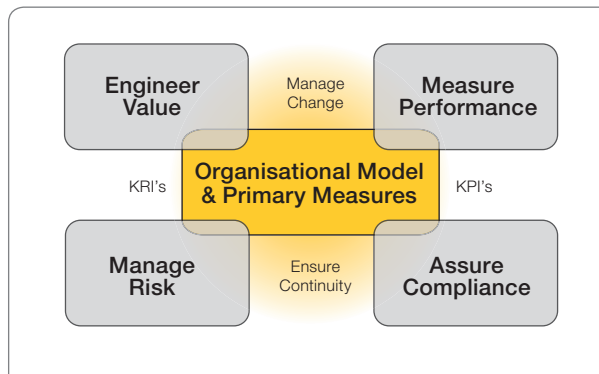 Engineer
Value
Manage
Change
Measure
Performance
KRI's
Organisational Model
& Primary Measures
KPI's
Manage
Risk
Ensure
Continuity
Assure
Compliance